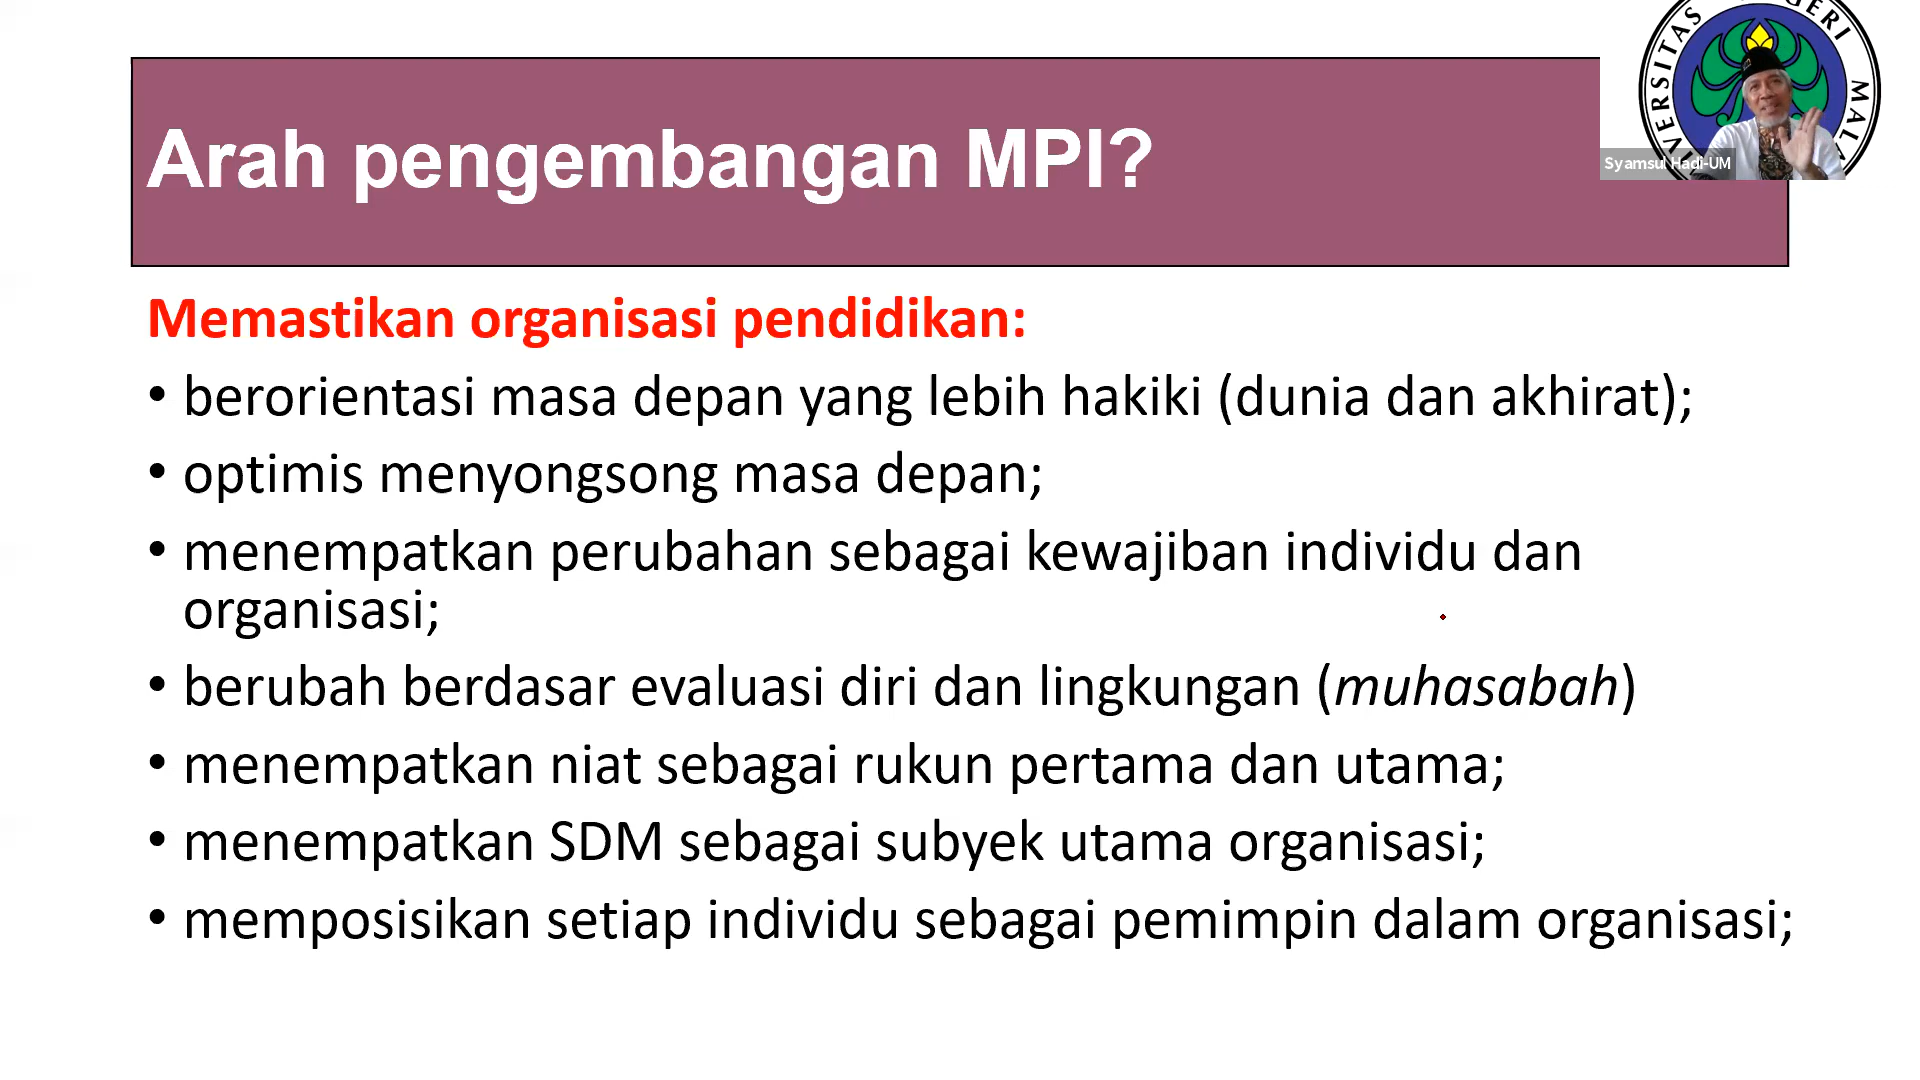 Arah pengembangan MPI?
Syamsul Hadi-UM
Memastikan organisasi pendidikan:
• berorientasi masa depan yang lebih hakiki (dunia dan akhirat);
• optimis menyongsong masa depan;
• menempatkan perubahan sebagai kewajiban individu dan
organisasi;
• berubah berdasar evaluasi diri dan lingkungan (muhasabah)
• menempatkan niat sebagai rukun pertama dan utama;
• menempatkan SDM sebagai subyek utama organisasi;
• memposisikan setiap individu sebagai pemimpin dalam organisasi;